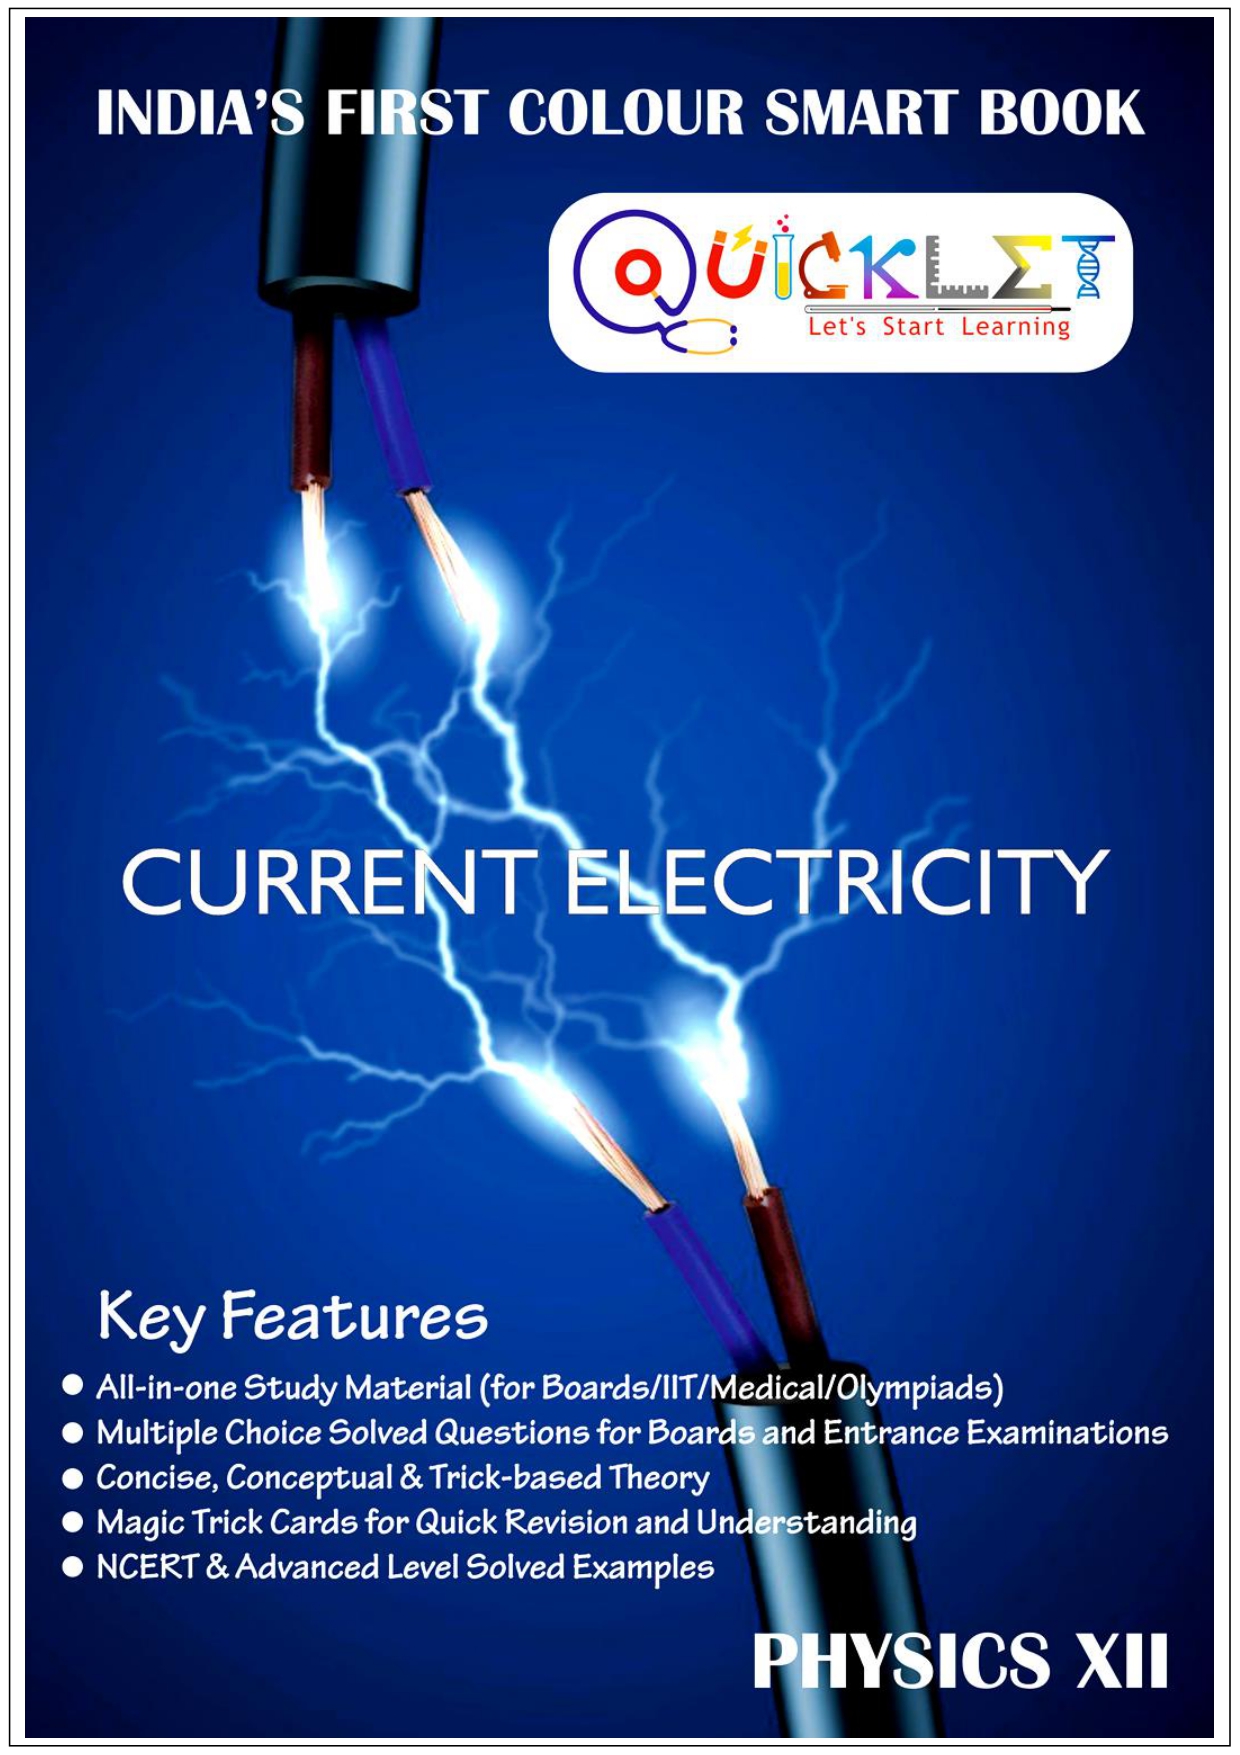 INDIA'S FIRST COLOUR SMART BOOK
QUICKLET
Let's Start Learning
CURRENT ELECTRICITY
Key Features
● All-in-one Study Material (for Boards/IIT/Medical/Olympiads)
● Multiple Choice Solved Questions for Boards and Entrance Examinations
● Concise, Conceptual & Trick-based Theory
● Magic Trick Cards for Quick Revision and Understanding
● NCERT & Advanced Level Solved Examples
PHYSICS XII